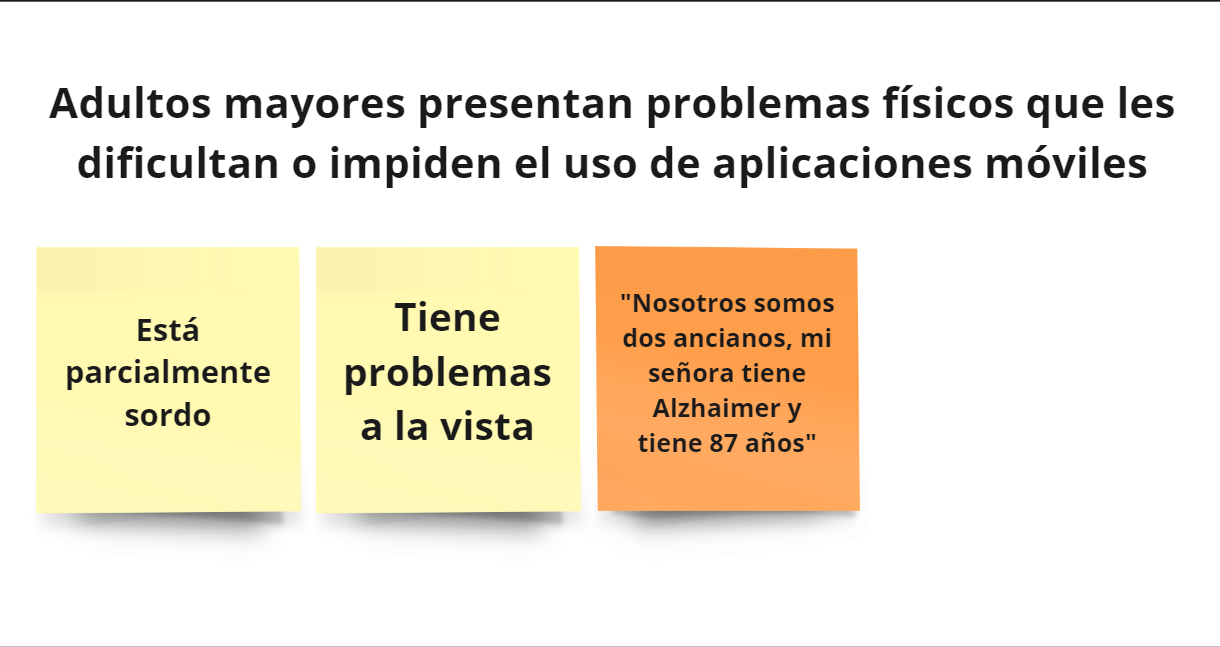 Adultos mayores presentan problemas físicos que les
dificultan o impiden el uso de aplicaciones móviles
Está
parcialmente
sordo
Tiene
problemas
a la vista
"Nosotros somos
dos ancianos, mi
señora tiene
Alzhaimer y
tiene 87 años"